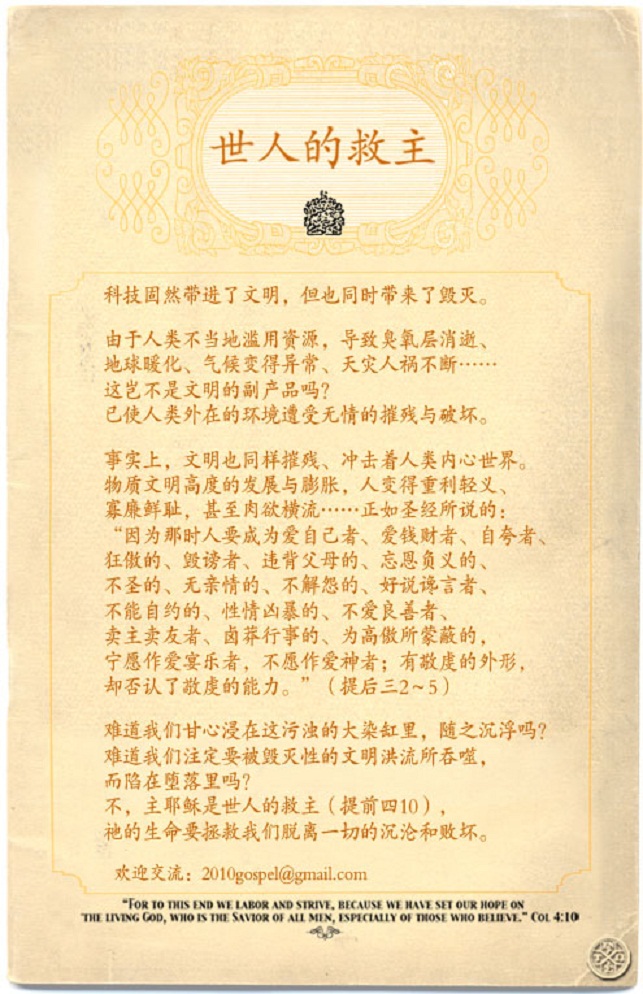 世人的救主
科技固然带进了文明，但也同时带来了毁灭。
由于人类不当地滥用资源，导致臭氧层消逝、
地球暖化、气候变得异常、天灾人祸不断……
这岂不是文明的副产品吗？
已使人类外在的环境遭受无情的摧残与破坏。
事实上，文明也同样摧残、冲击着人类内心世界。
物质文明高度的发展与膨胀，人变得重利轻义、
寡廉鲜耻，甚至肉欲横流……正如圣经所说的：
“因为那时人要成为爱自己者、爱钱财者、自夸者、
狂傲的、毁谤者、违背父母的、忘恩负义的、
不圣的、无亲情的、不解怨的、好说谗言者、
不能自约的、性情凶暴的、不爱良善者、
卖主卖友者、卤莽行事的、为高傲所蒙蔽的，
宁愿作爱宴乐者，不愿作爱神者；有敬虔的外形，
却否认了敬虔的能力。”（提后三2~5）
难道我们甘心浸在这污浊的大染缸里，随之沉浮吗？
难道我们注定要被毁灭性的文明洪流所吞噬，
而陷在堕落里吗？
不，主耶稣是世人的救主（提前四10），
祂的生命要拯救我们脱离一切的沉沦和败坏。
欢迎交流：2010gospel@gmail.com
“FOR TO THIS END WE LABOR AND STRIVE, BECAUSE WE HAVE SET OUR HOPE ON
THE LIVING GOD, WHO IS THE SAVIOR OF ALL MEN, ESPECIALLY OF THOSE WHO BELIEVE.” COL 4:10